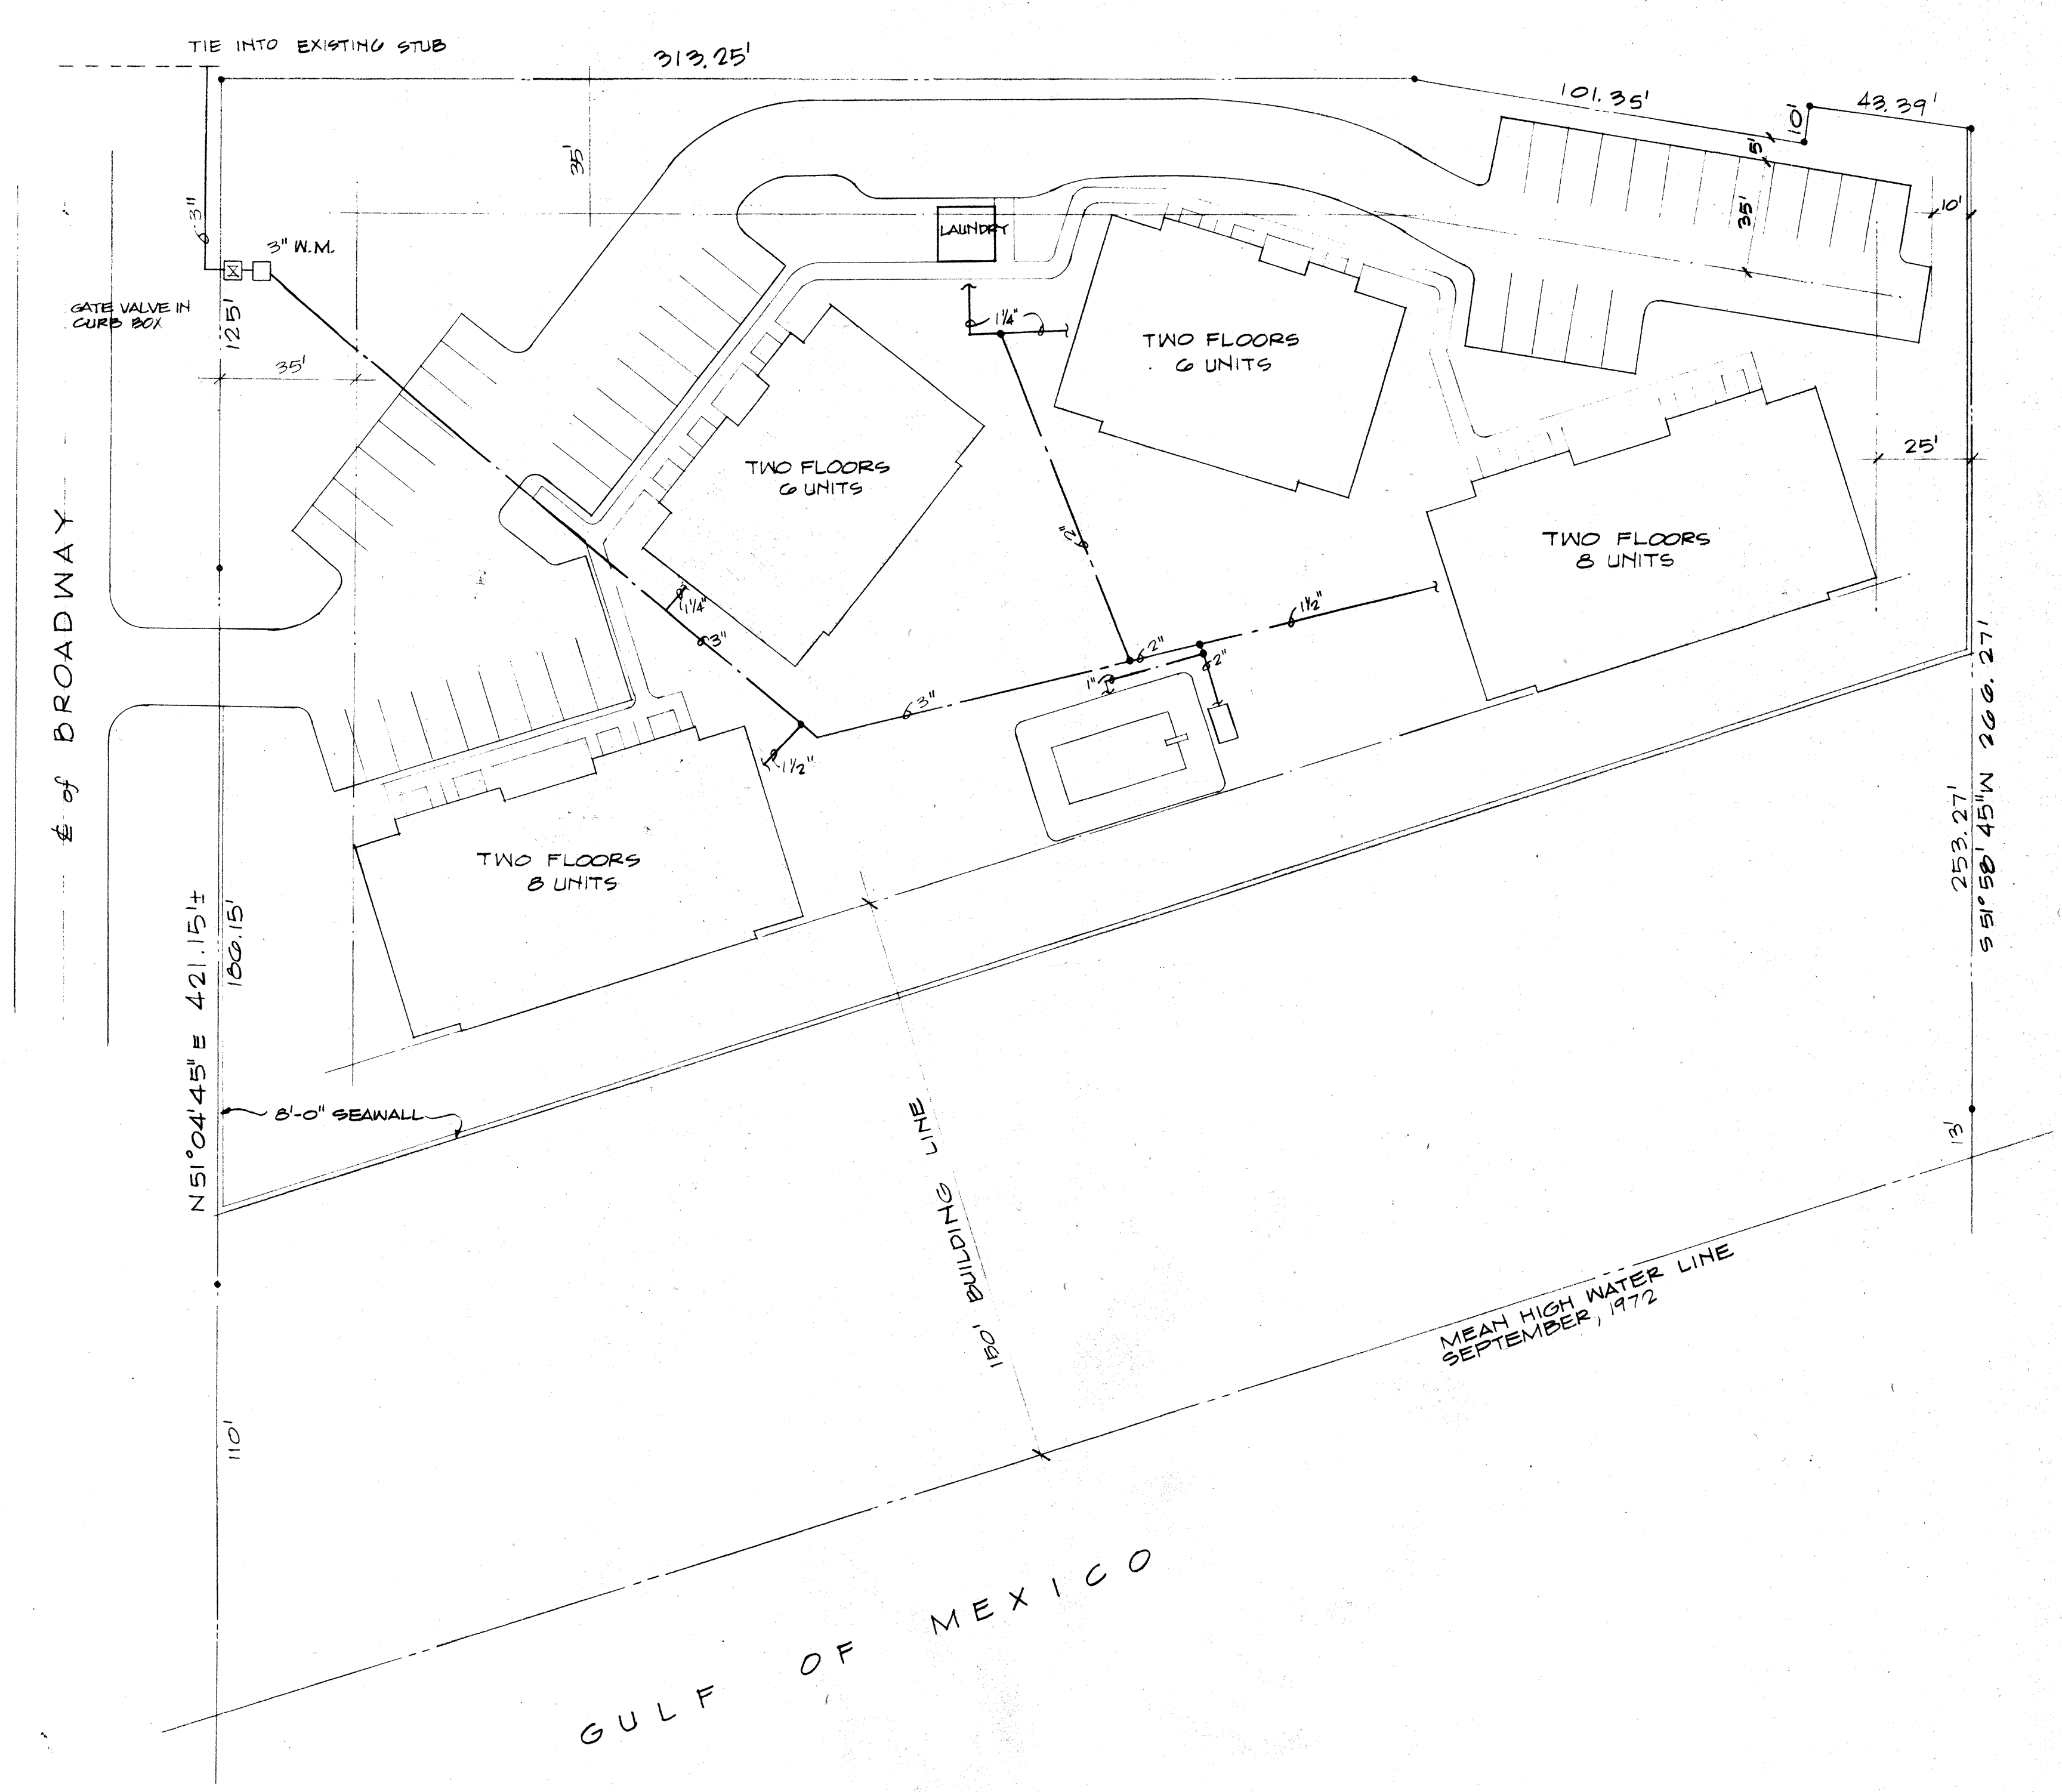 TIE INTO EXISTING STUB
313.25'
101.35'
10'
43.39'
5'
35'
35'
10'
3"
3" W.M.
LAUNDRY
GATE VALVE IN
CURB BOX
125'
35'
1¼"
TWO FLOORS
6 UNITS
TWO FLOORS
6 UNITS
25'
2"
TWO FLOORS
8 UNITS
℄ of BROADWAY
1¼"
3"
1½"
2"
2"
1"
3"
1½"
TWO FLOORS
8 UNITS
N 51° 04' 45" E 421.15'±
186.15'
253.27'
S 51° 58' 45" W 266.27'
8'-0" SEAWALL
13'
150' BUILDING LINE
MEAN HIGH WATER LINE
SEPTEMBER, 1972
110'
GULF OF MEXICO